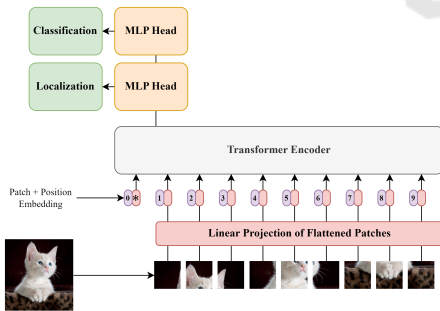 Classification
MLP Head
Localization
MLP Head
Transformer Encoder
Patch + Position
Embedding
0 * 1 2 3 4 5 6 7 8 9
Linear Projection of Flattened Patches